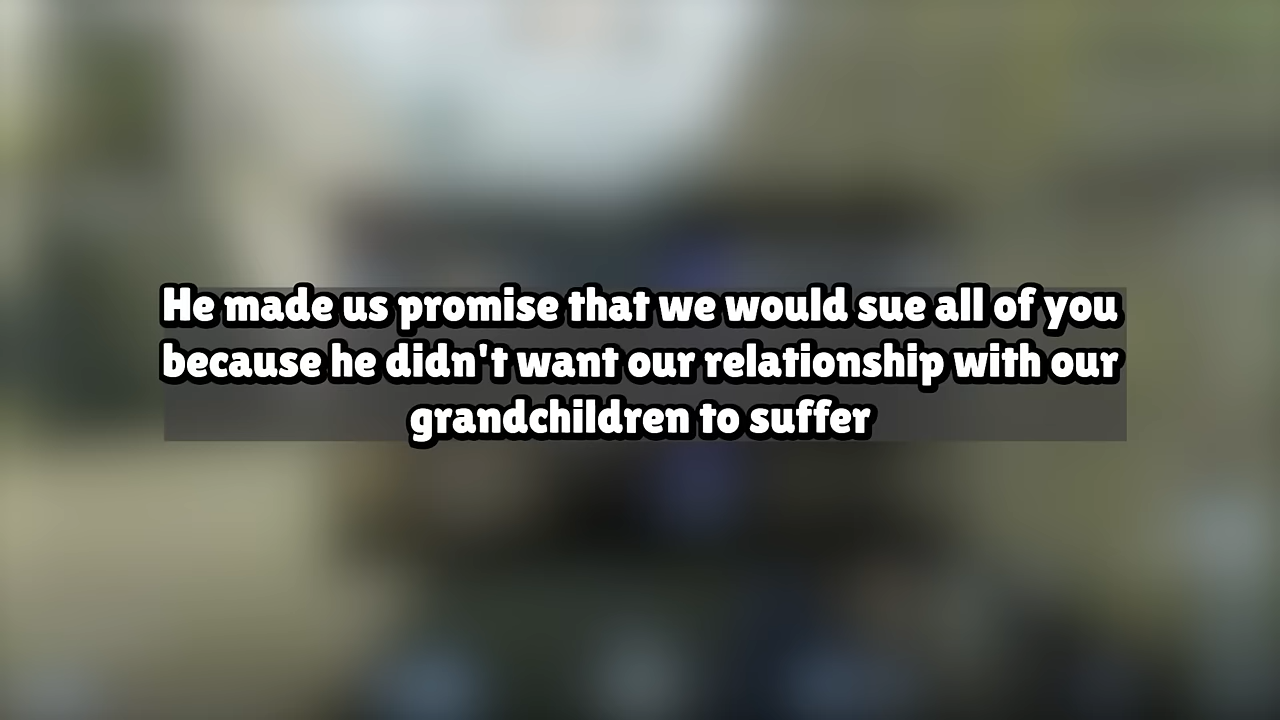 He made us promise that we would sue all of you
because he didn't want our relationship with our
grandchildren to suffer